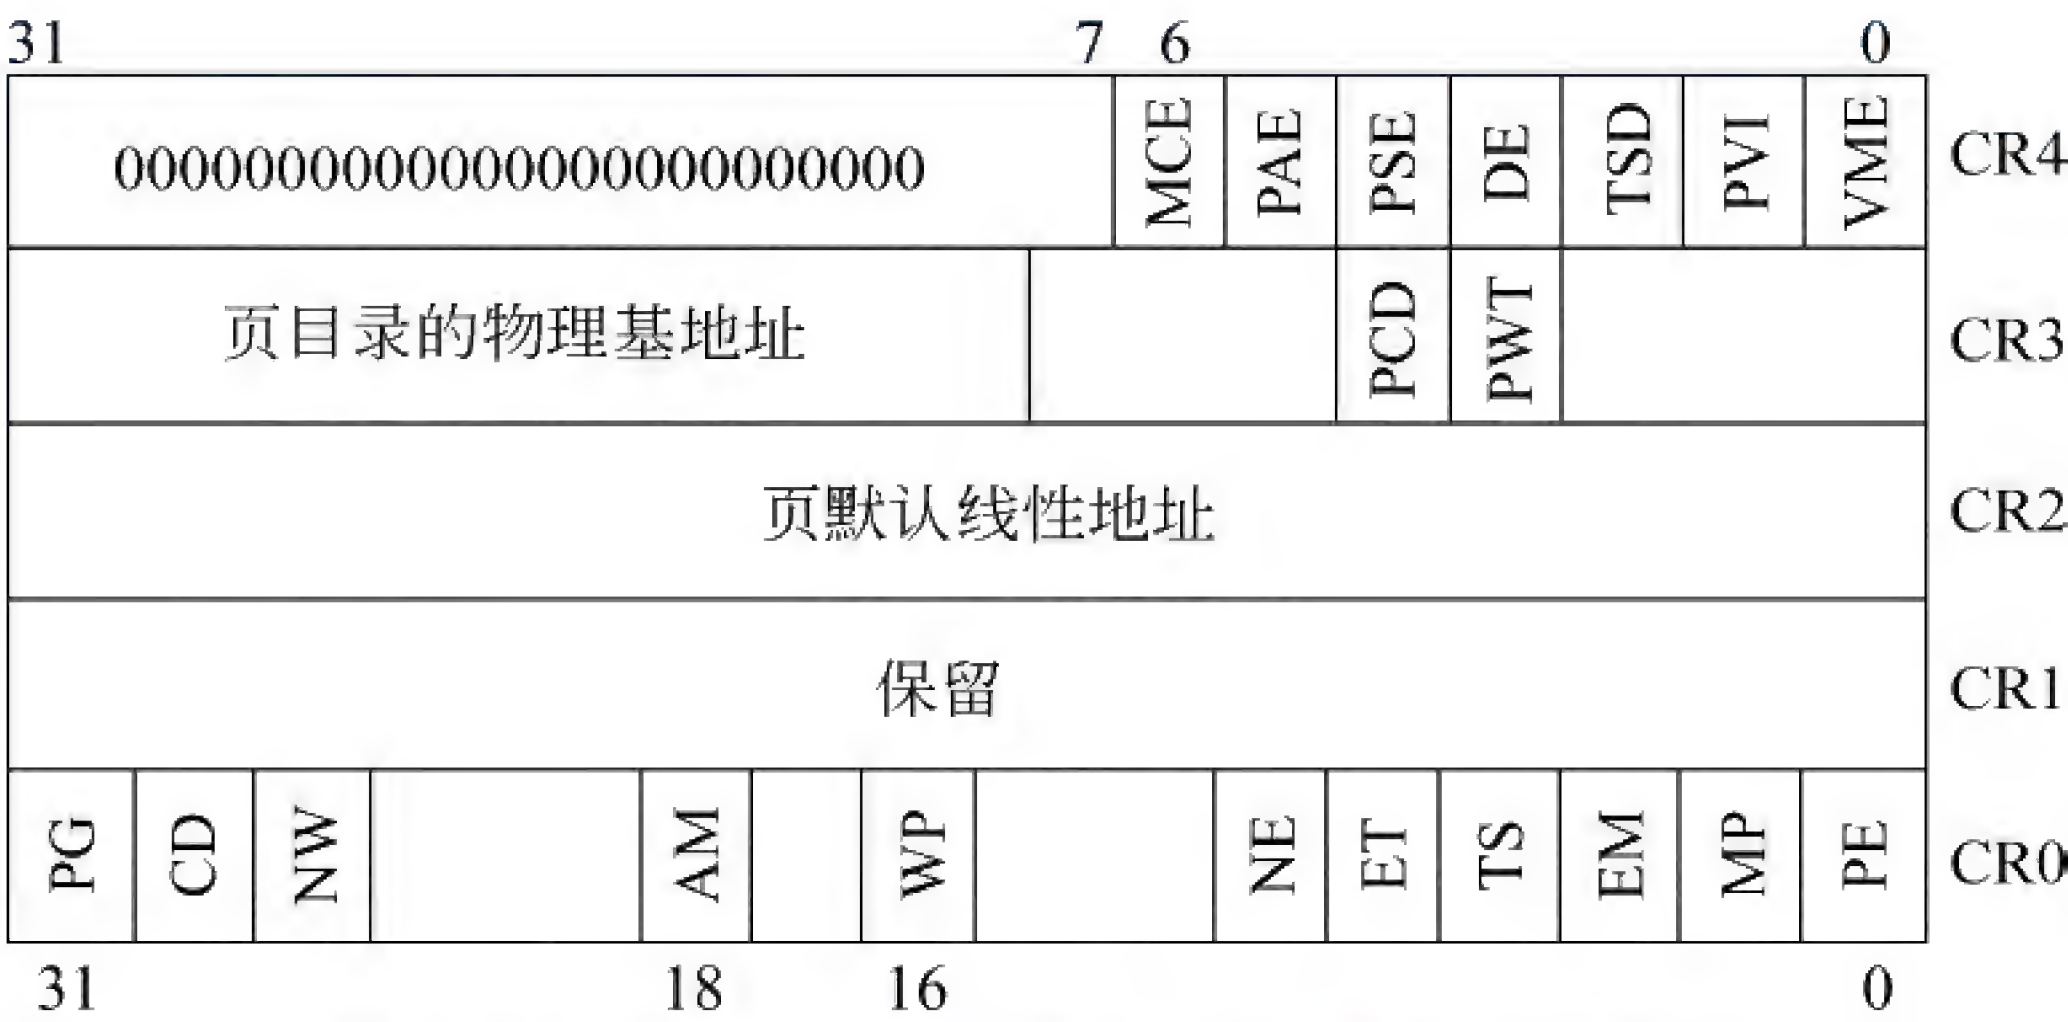 31 7 6 0
0000000000000000000000000 MCE PAE PSE DE TSD PVI VME CR4
页目录的物理基地址 PCD PWT CR3
页默认线性地址 CR2
保留 CR1
PG CD NW AM WP NE ET TS EM MP PE CR0
31 18 16 0